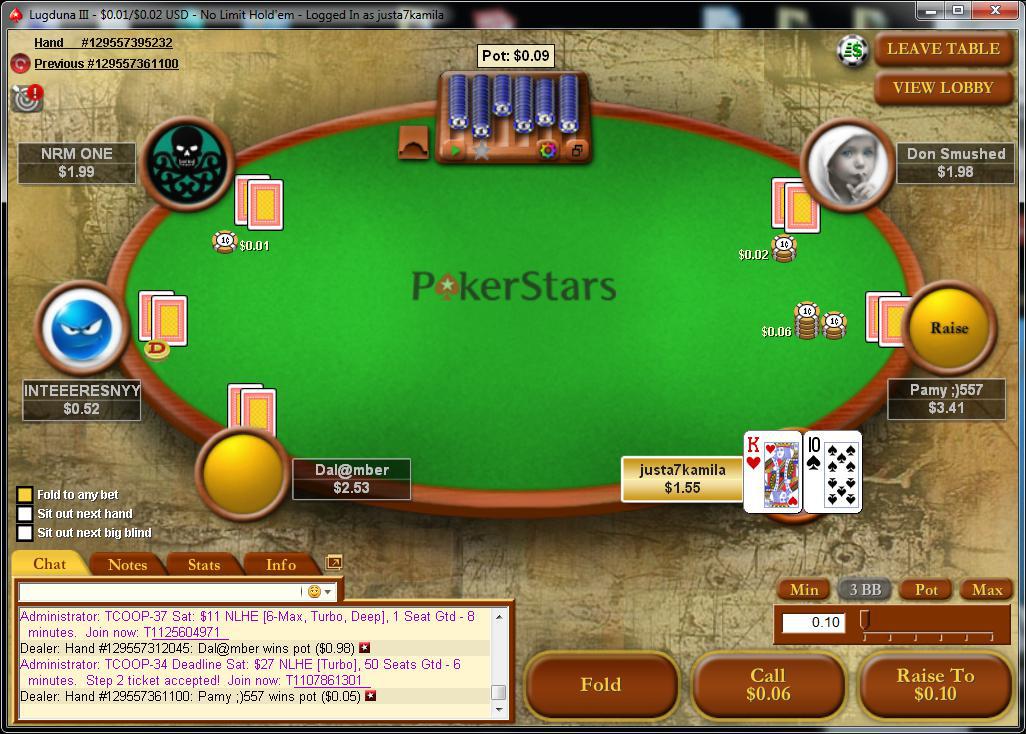 Lugduna III - $0.01/$0.02 USD - No Limit Hold'em - Logged In as justa7kamila
Hand #129557395232
Previous #129557361100
Pot: $0.09
LEAVE TABLE
VIEW LOBBY
NRM ONE
$1.99
Don Smushed
$1.98
1¢ $0.01
$0.02 1¢
PokerStars
$0.06 1¢ 1¢
Raise
D
INTEEERESNYY
$0.52
Pamy ;)557
$3.41
Dal@mber
$2.53
justa7kamila
$1.55
K
10
Fold to any bet
Sit out next hand
Sit out next big blind
Chat Notes Stats Info
Administrator: TCOOP-37 Sat: $11 NLHE [6-Max, Turbo, Deep], 1 Seat Gtd - 8
minutes. Join now: T1125604971
Dealer: Hand #129557312045: Dal@mber wins pot ($0.98)
Administrator: TCOOP-34 Deadline Sat: $27 NLHE [Turbo], 50 Seats Gtd - 6
minutes. Step 2 ticket accepted! Join now: T1107861301
Dealer: Hand #129557361100: Pamy ;)557 wins pot ($0.05)
Min 3 BB Pot Max
0.10
Fold
Call
$0.06
Raise To
$0.10